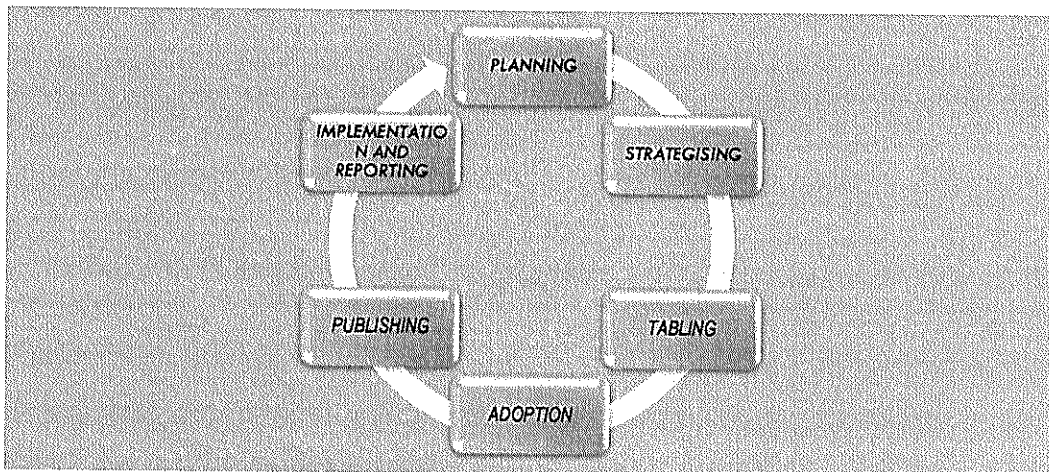 PLANNING
STRATEGISING
TABLING
ADOPTION
PUBLISHING
IMPLEMENTATIO
N AND
REPORTING